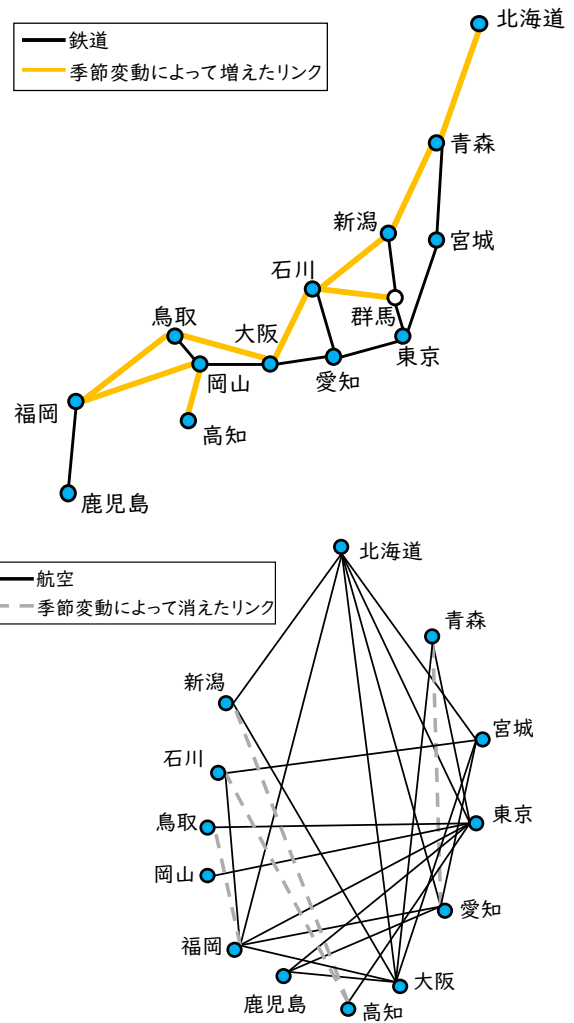 北海道
鉄道
季節変動によって増えたリンク
青森
新潟
宮城
石川
群馬
鳥取
大阪
東京
岡山
愛知
福岡
高知
鹿児島
北海道
航空
季節変動によって消えたリンク
青森
新潟
宮城
石川
東京
鳥取
岡山
愛知
福岡
大阪
鹿児島
高知